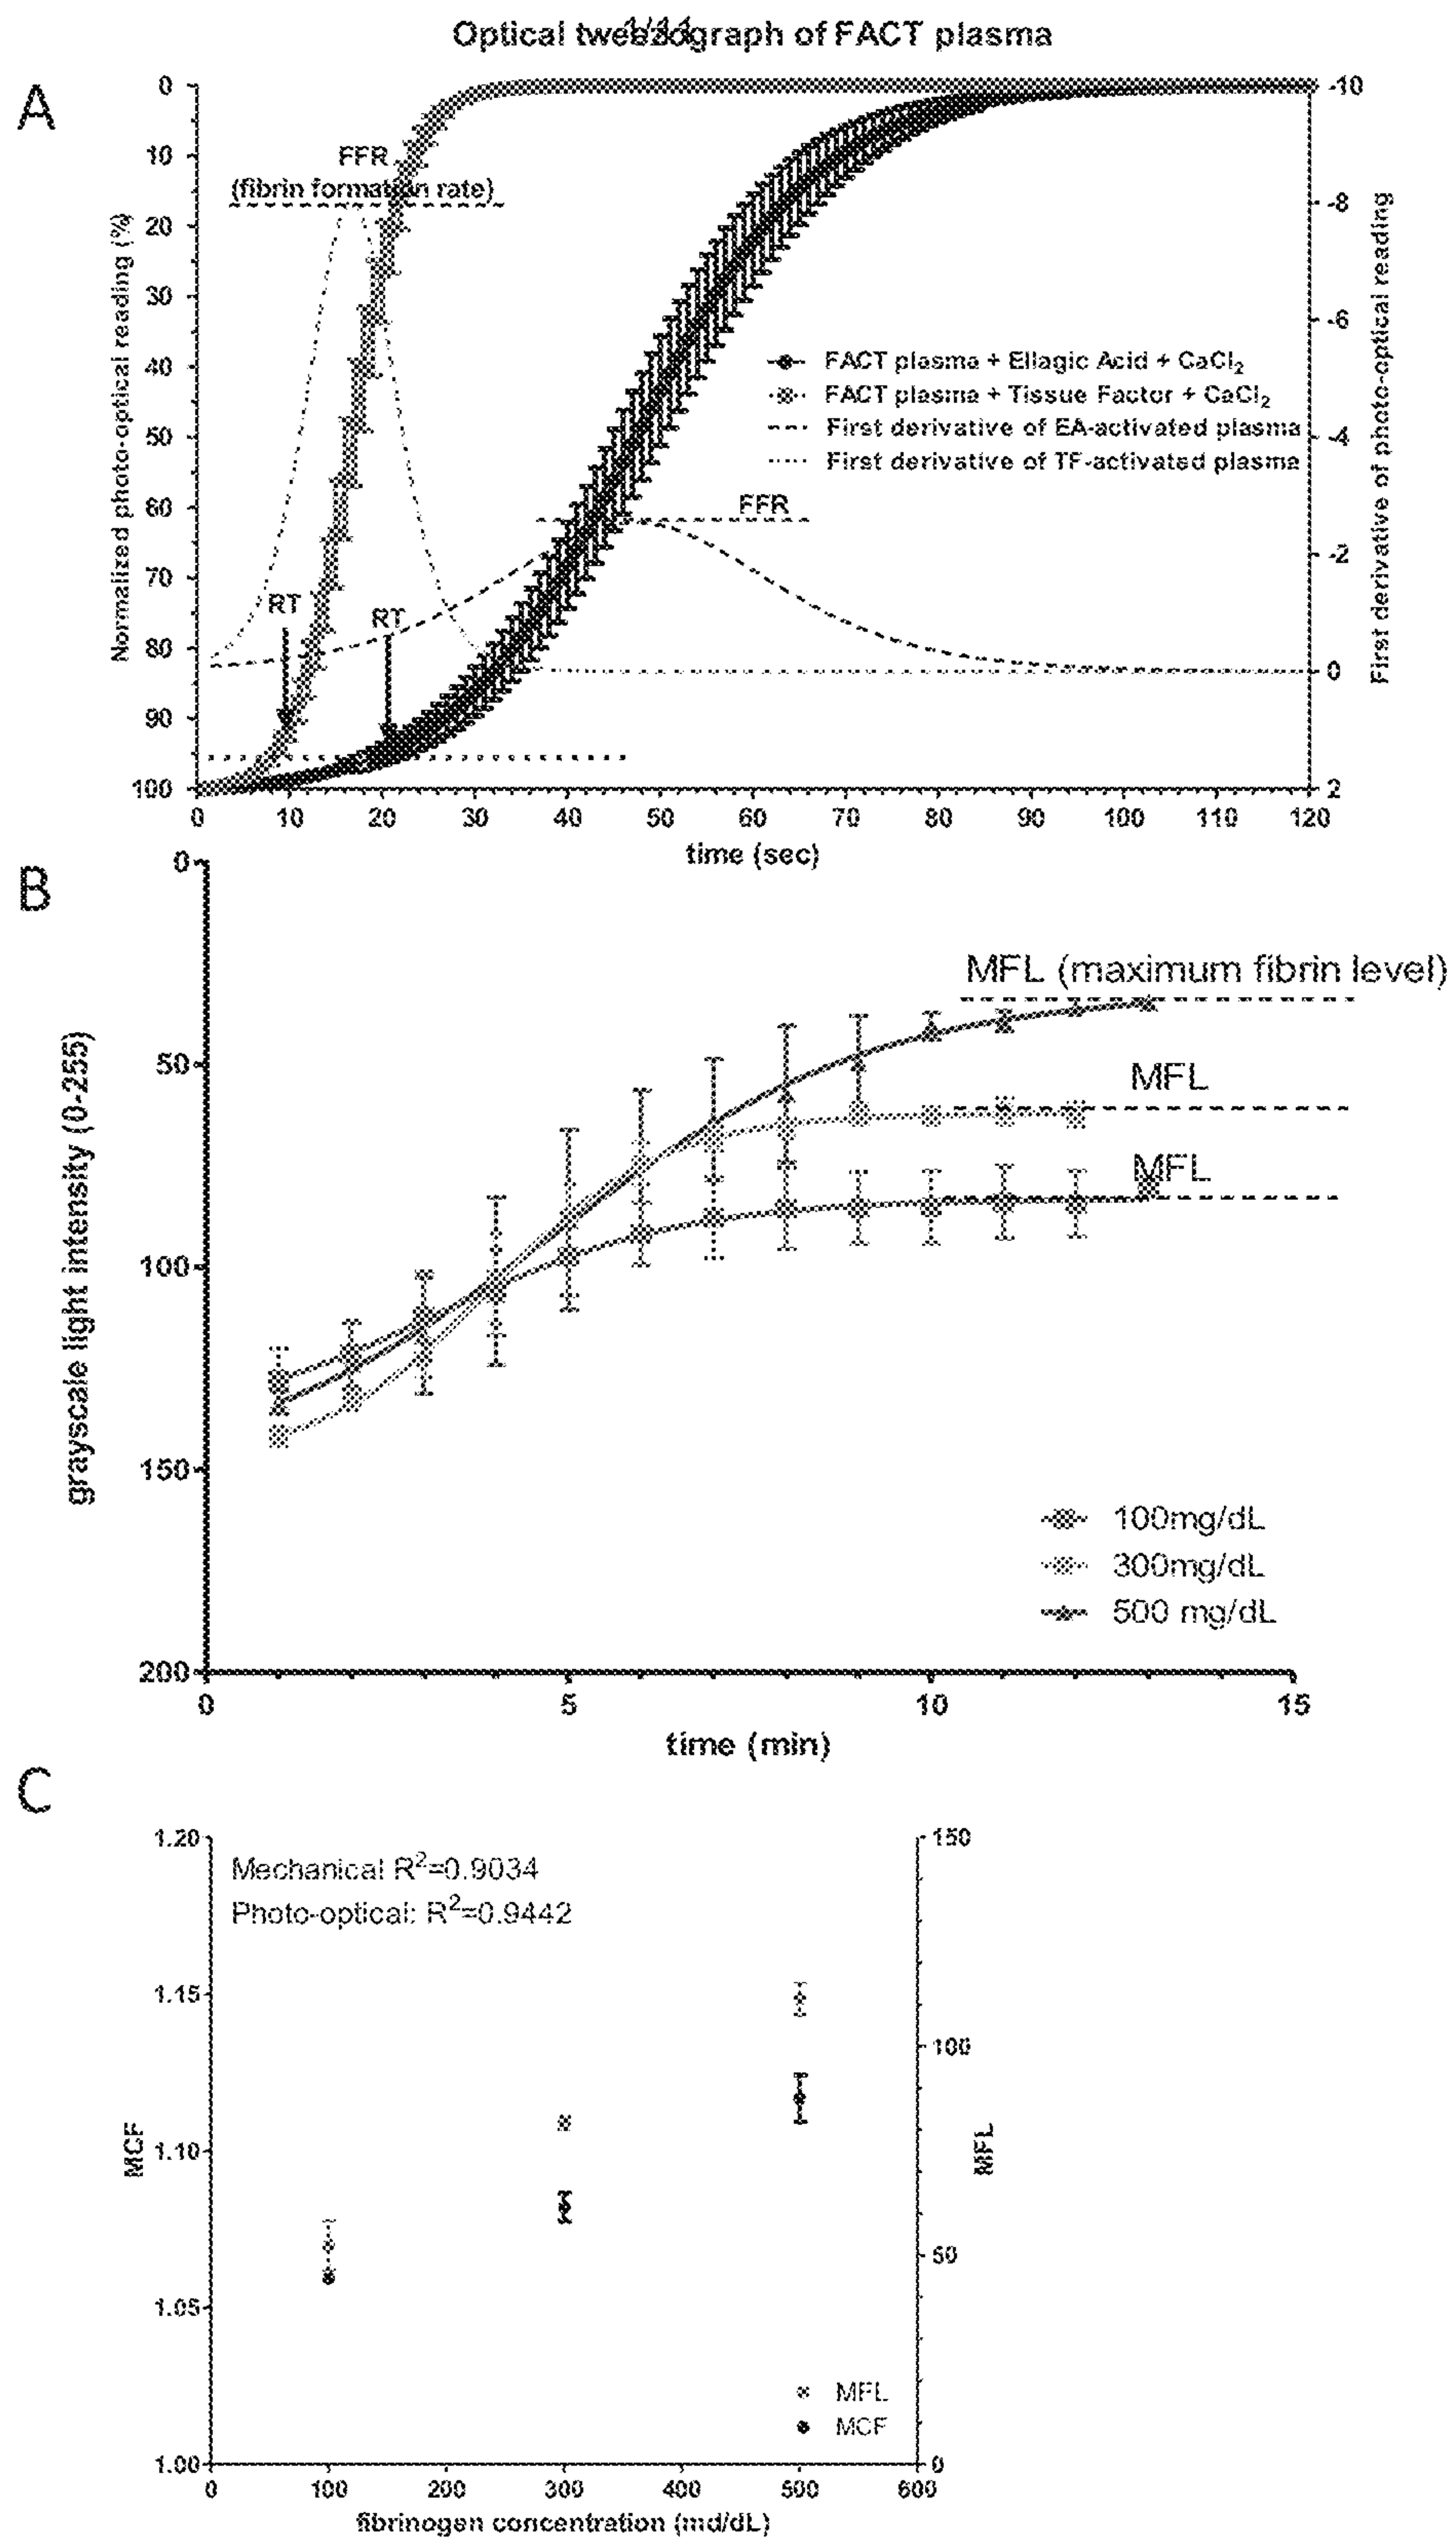 Optical tweezograph of FACT plasma
1/44
A
0
10
20
30
40
50
60
70
80
90
100
Normalized photo-optical reading (%)
FFR
(fibrin formation rate)
RT
RT
FFR
FACT plasma + Ellagic Acid + CaCl2
FACT plasma + Tissue Factor + CaCl2
First derivative of EA-activated plasma
First derivative of TF-activated plasma
-10
-8
-6
-4
-2
0
2
First derivative of photo-optical reading
0 10 20 30 40 50 60 70 80 90 100 110 120
time (sec)
B
0
50
100
150
200
grayscale light intensity (0-255)
MFL (maximum fibrin level)
MFL
MFL
100mg/dL
300mg/dL
500 mg/dL
0 5 10 15
time (min)
C
1.20
1.15
1.10
1.05
1.00
MCF
Mechanical R2=0.9034
Photo-optical: R2=0.9442
150
100
50
0
MFL
MFL
MCF
0 100 200 300 400 500 600
fibrinogen concentration (md/dL)